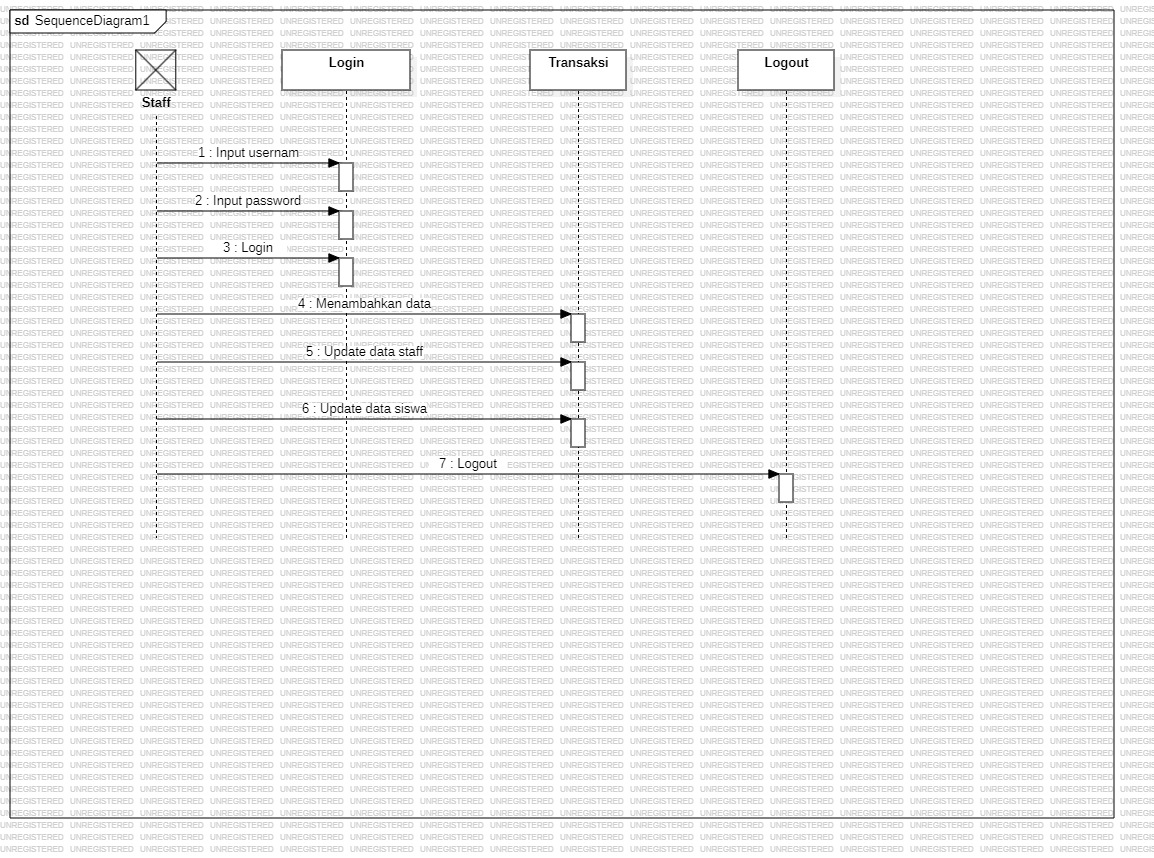 sd SequenceDiagram1
Login
Transaksi
Logout
Staff
1 : Input usernam
2 : Input password
3 : Login
4 : Menambahkan data
5 : Update data staff
6 : Update data siswa
7 : Logout
UNREGISTERED